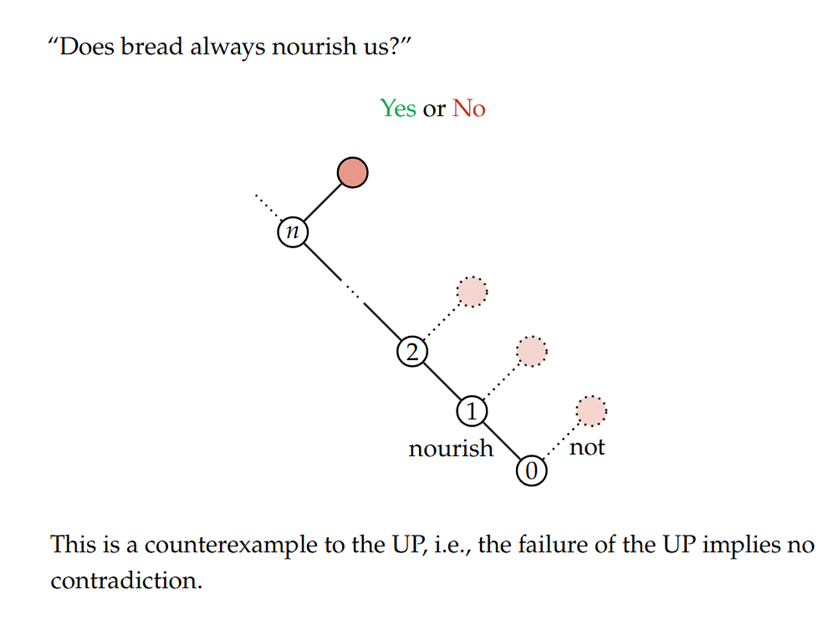 “Does bread always nourish us?”
Yes or No
n
2
1
nourish
not
0
This is a counterexample to the UP, i.e., the failure of the UP implies no
contradiction.